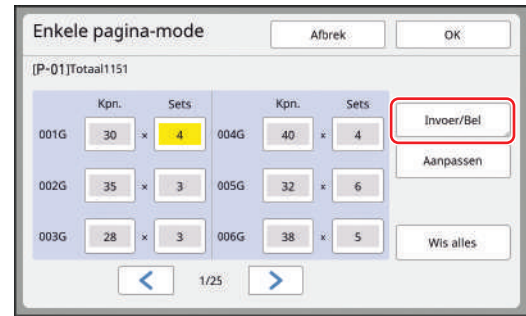 Enkele pagina-mode Afbrek OK
[P-01]Totaal1151
Kpn. Sets Kpn. Sets
Invoer/Bel
001G 30 × 4 004G 40 × 4
Aanpassen
002G 35 × 3 005G 32 × 6
003G 28 × 3 006G 38 × 5
Wis alles
< 1/25 >